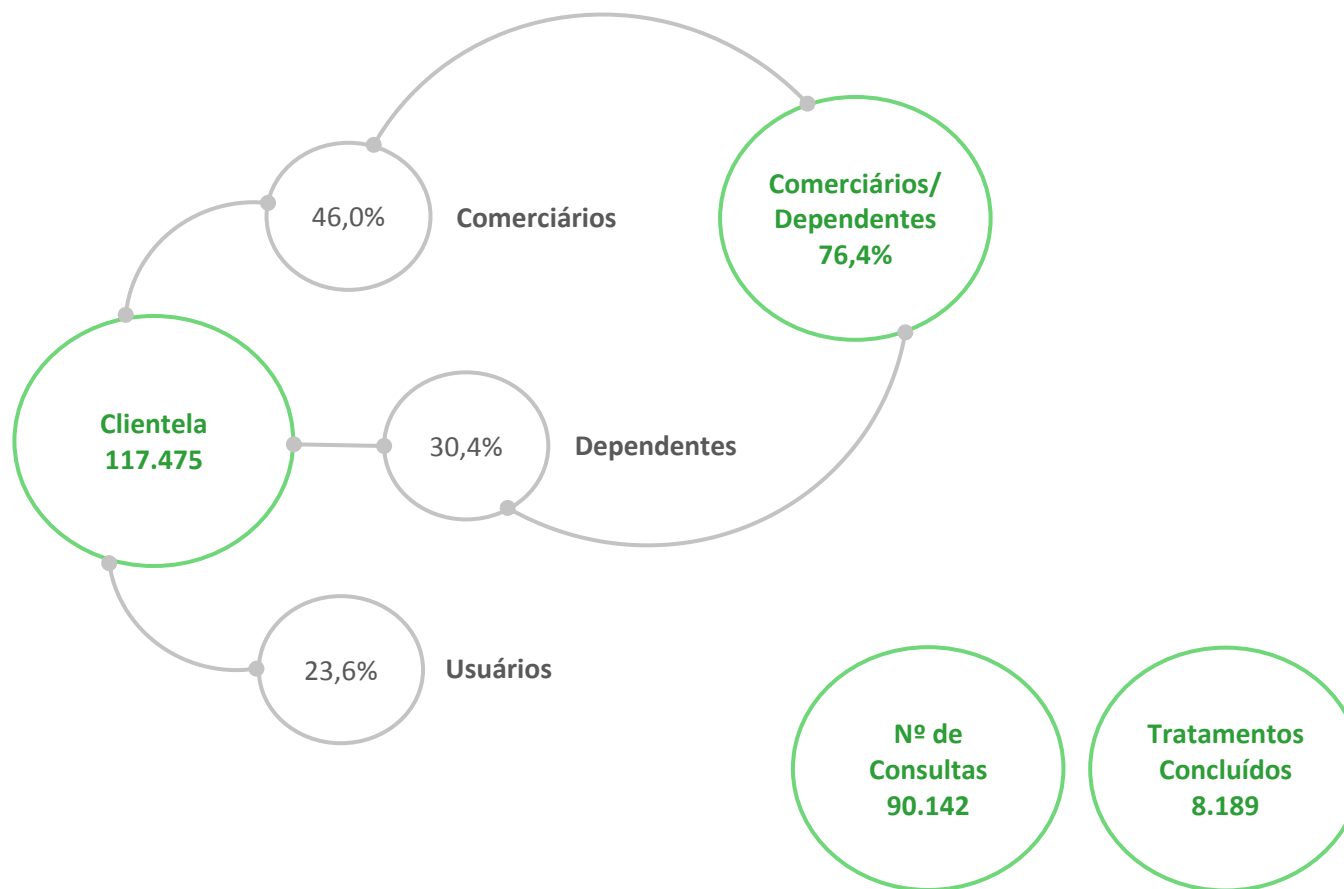 Comerciários/
Dependentes
76,4%
46,0%
Comerciários
Clientela
117.475
30,4%
Dependentes
23,6%
Usuários
Nº de
Consultas
90.142
Tratamentos
Concluídos
8.189